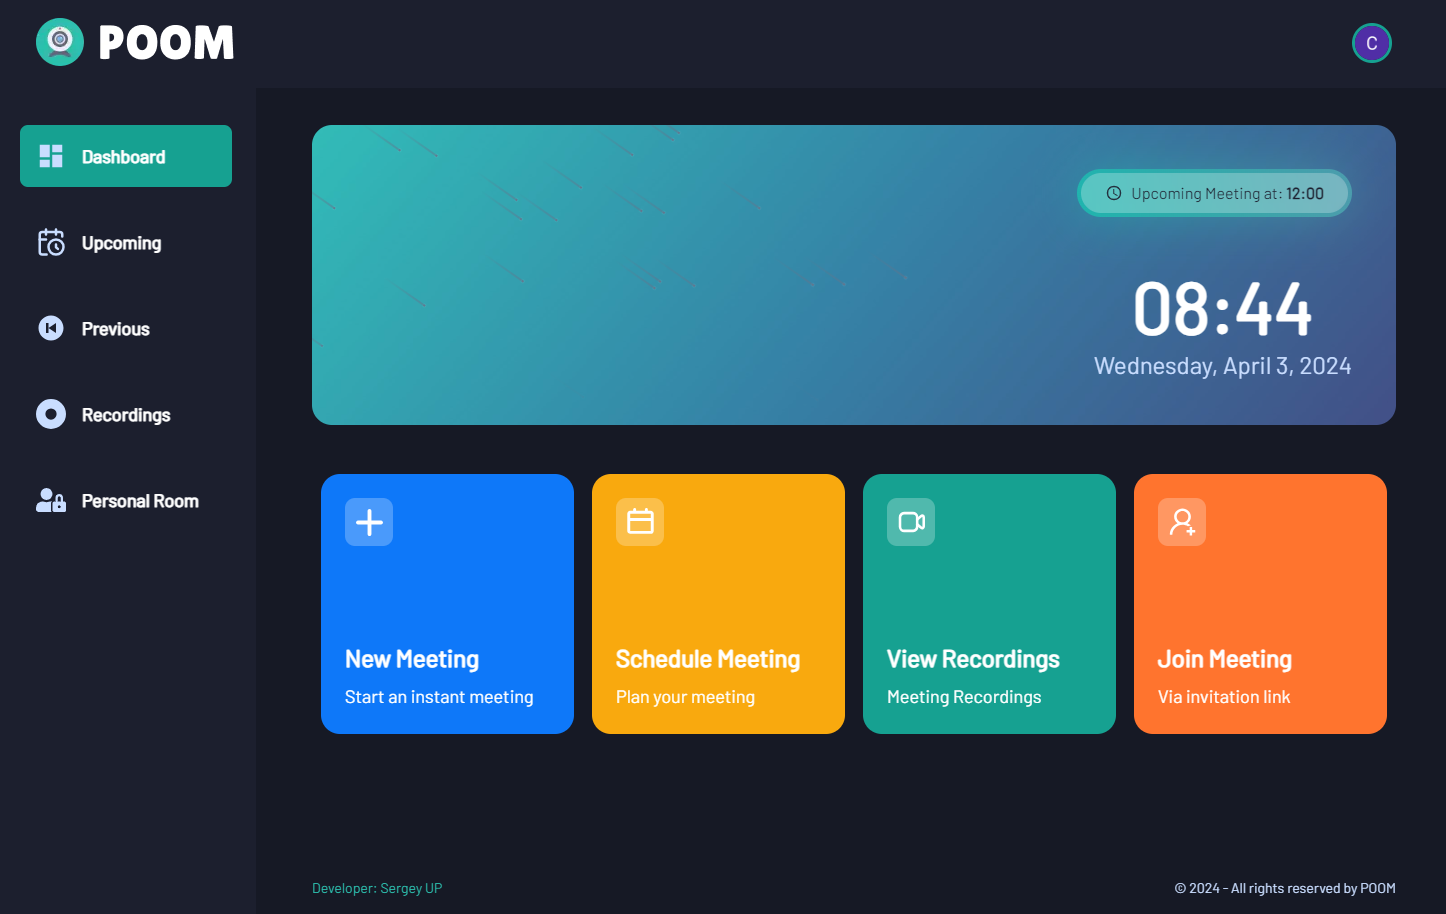 POOM
C
Dashboard
Upcoming
Previous
Recordings
Personal Room
Upcoming Meeting at: 12:00
08:44
Wednesday, April 3, 2024
New Meeting
Start an instant meeting
Schedule Meeting
Plan your meeting
View Recordings
Meeting Recordings
Join Meeting
Via invitation link
Developer: Sergey UP
© 2024 - All rights reserved by POOM